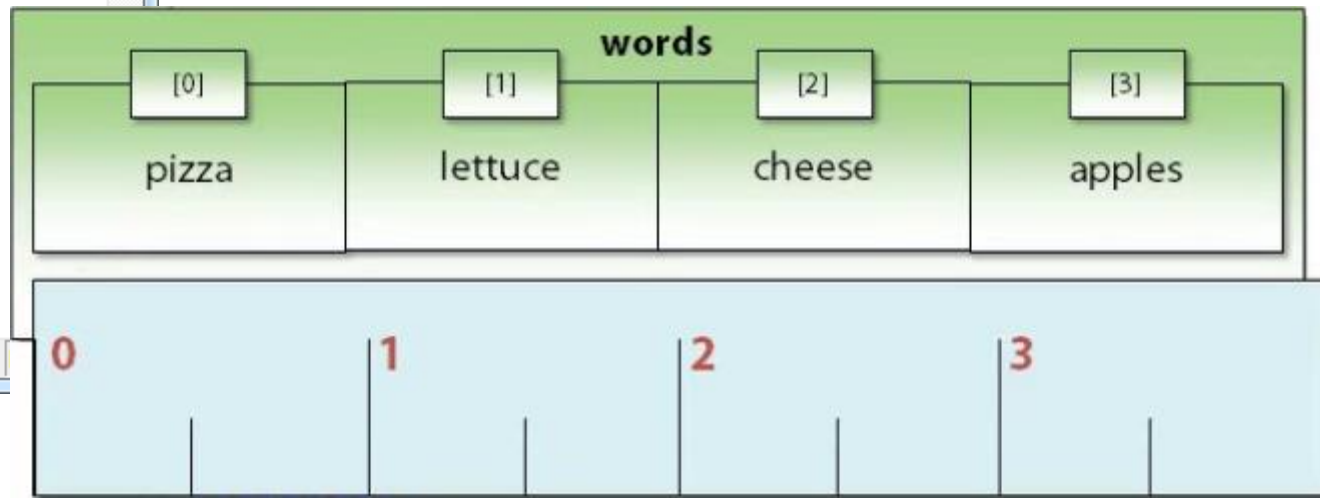 words
[0] [1] [2] [3]
pizza lettuce cheese apples
0 1 2 3